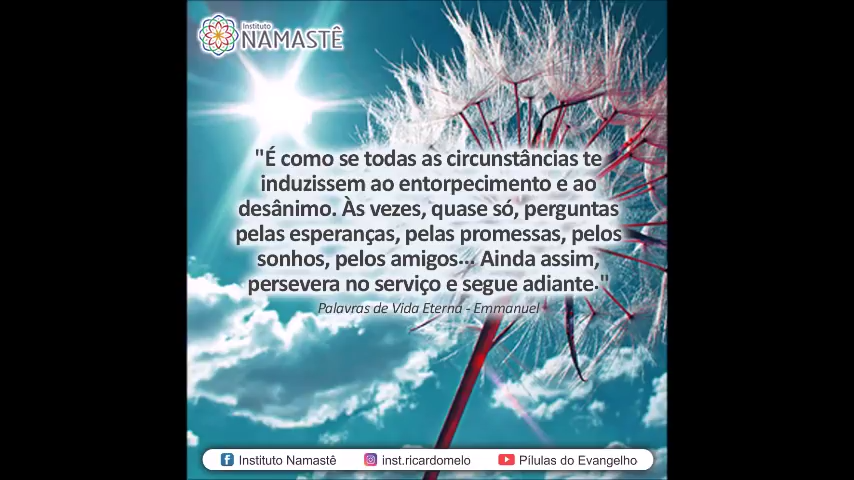 Instituto
NAMASTÊ
"É como se todas as circunstâncias te
induzissem ao entorpecimento e ao
desânimo. Às vezes, quase só, perguntas
pelas esperanças, pelas promessas, pelos
sonhos, pelos amigos... Ainda assim,
persevera no serviço e segue adiante."
Palavras de Vida Eterna - Emmanuel
Instituto Namastê inst.ricardomelo Pílulas do Evangelho